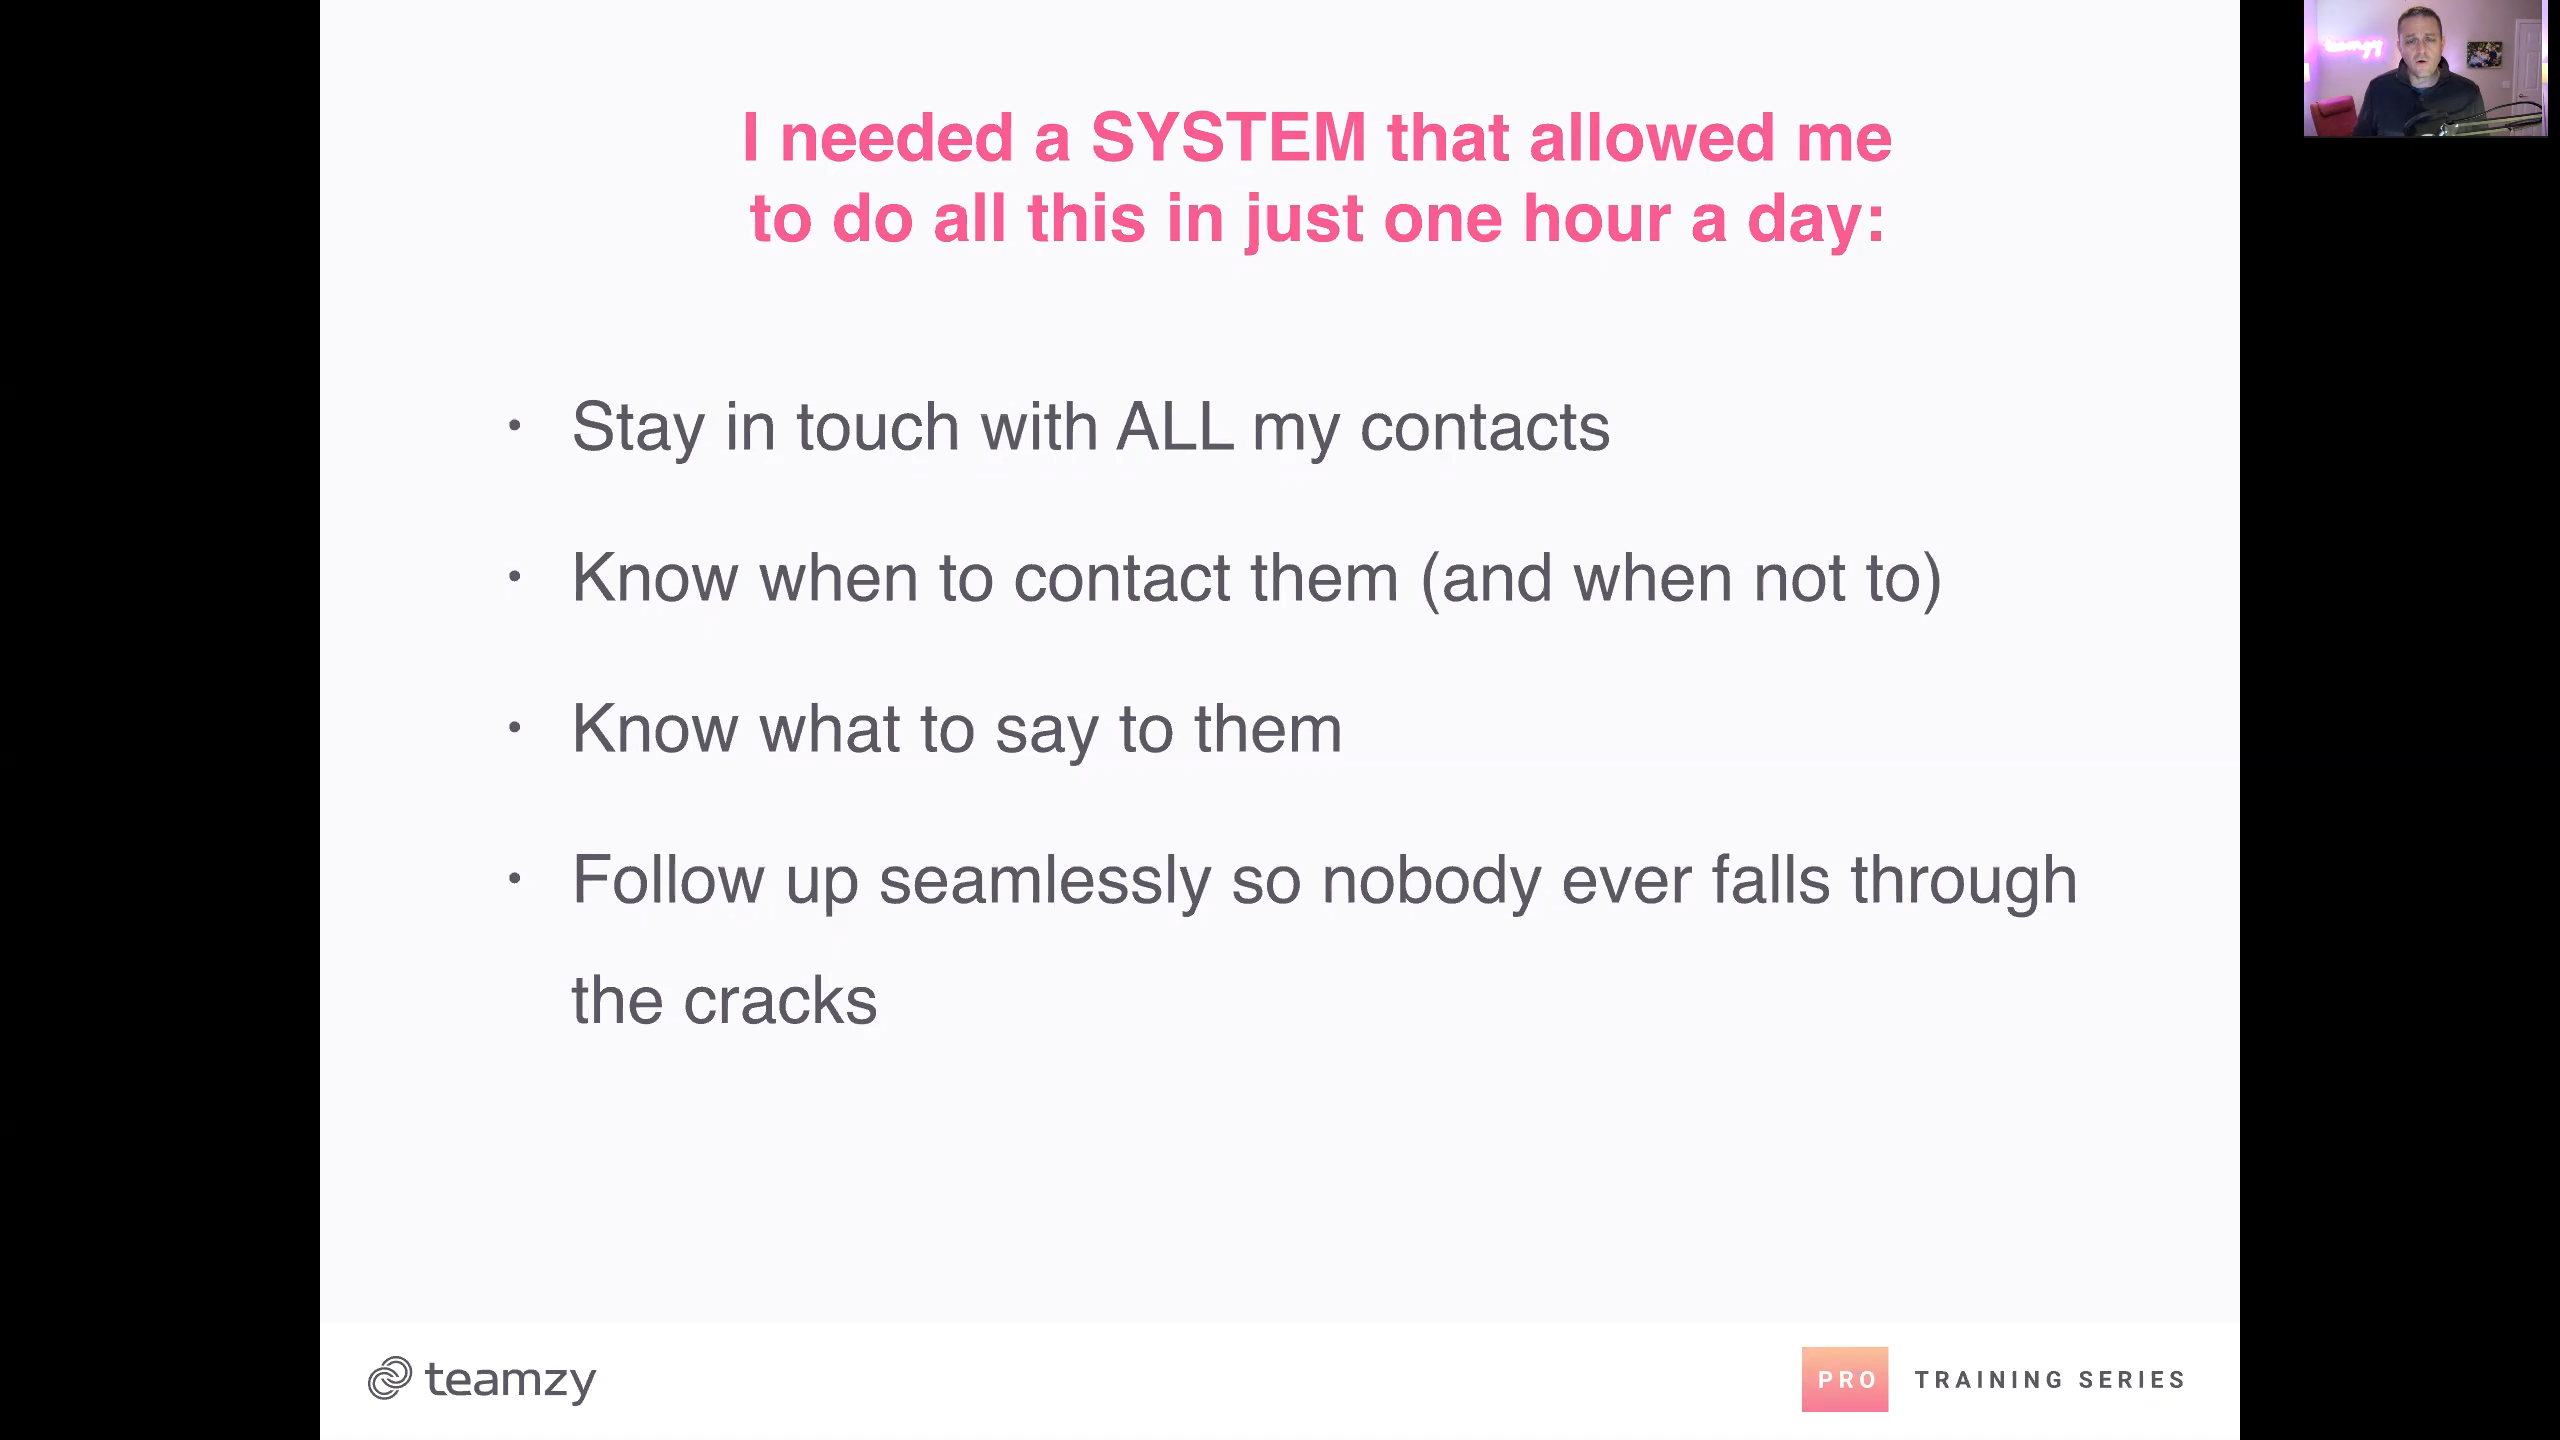 I needed a SYSTEM that allowed me
to do all this in just one hour a day:
• Stay in touch with ALL my contacts
• Know when to contact them (and when not to)
• Know what to say to them
• Follow up seamlessly so nobody ever falls through
the cracks
teamzy
PRO TRAINING SERIES
teamzy